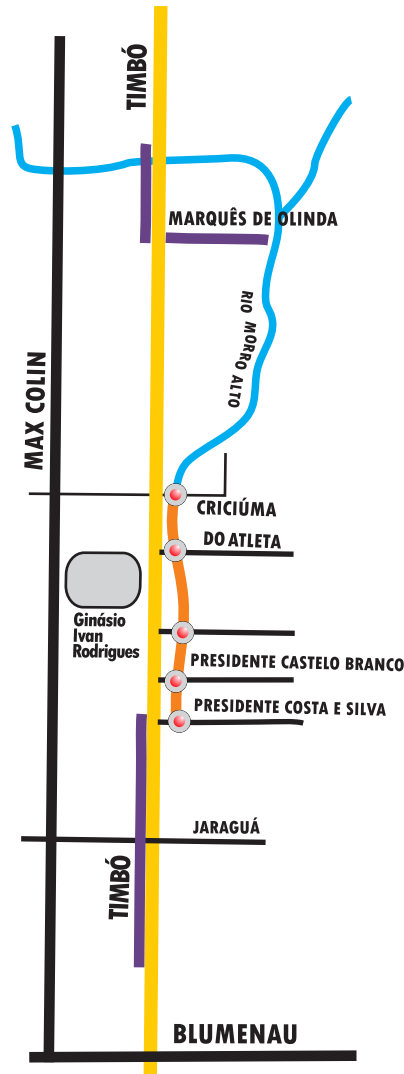 TIMBÓ
MARQUÊS DE OLINDA
RIO MORRO ALTO
MAX COLIN
CRICIÚMA
DO ATLETA
Ginásio
Ivan
Rodrigues
PRESIDENTE CASTELO BRANCO
PRESIDENTE COSTA E SILVA
JARAGUÁ
TIMBÓ
BLUMENAU